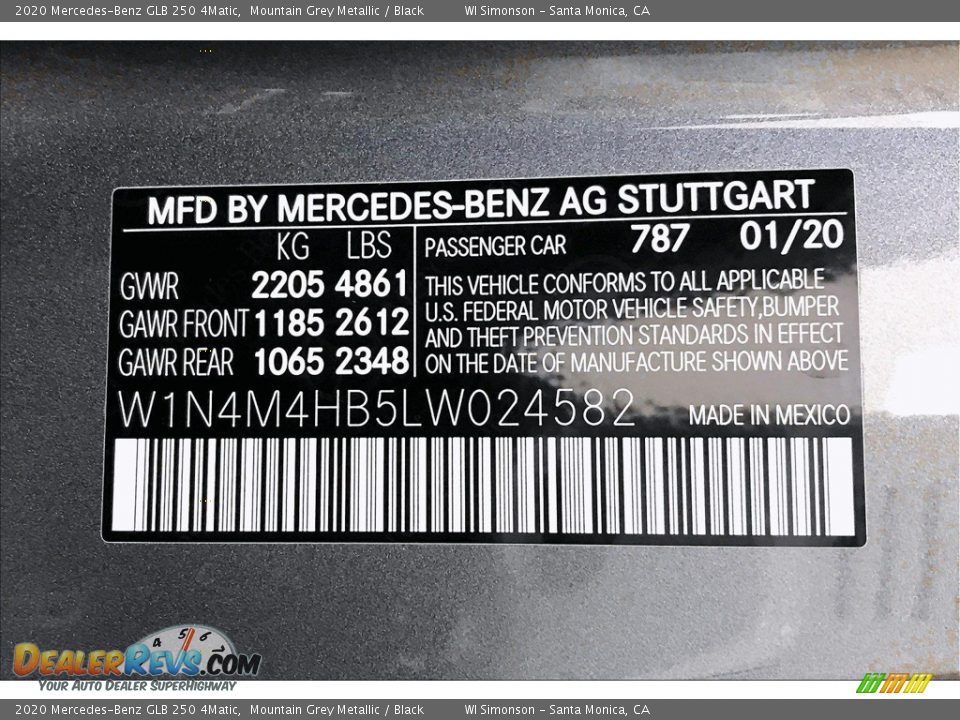 2020 Mercedes-Benz GLB 250 4Matic, Mountain Grey Metallic / Black WI Simonson - Santa Monica, CA
MFD BY MERCEDES-BENZ AG STUTTGART
KG LBS
GVWR 2205 4861
GAWR FRONT 1185 2612
GAWR REAR 1065 2348
PASSENGER CAR 787 01/20
THIS VEHICLE CONFORMS TO ALL APPLICABLE
U.S. FEDERAL MOTOR VEHICLE SAFETY,BUMPER
AND THEFT PREVENTION STANDARDS IN EFFECT
ON THE DATE OF MANUFACTURE SHOWN ABOVE
W1N4M4HB5LW024582 MADE IN MEXICO
4 5 6
DEALERREVS.COM
YOUR AUTO DEALER SUPERHIGHWAY
2020 Mercedes-Benz GLB 250 4Matic, Mountain Grey Metallic / Black WI Simonson - Santa Monica, CA